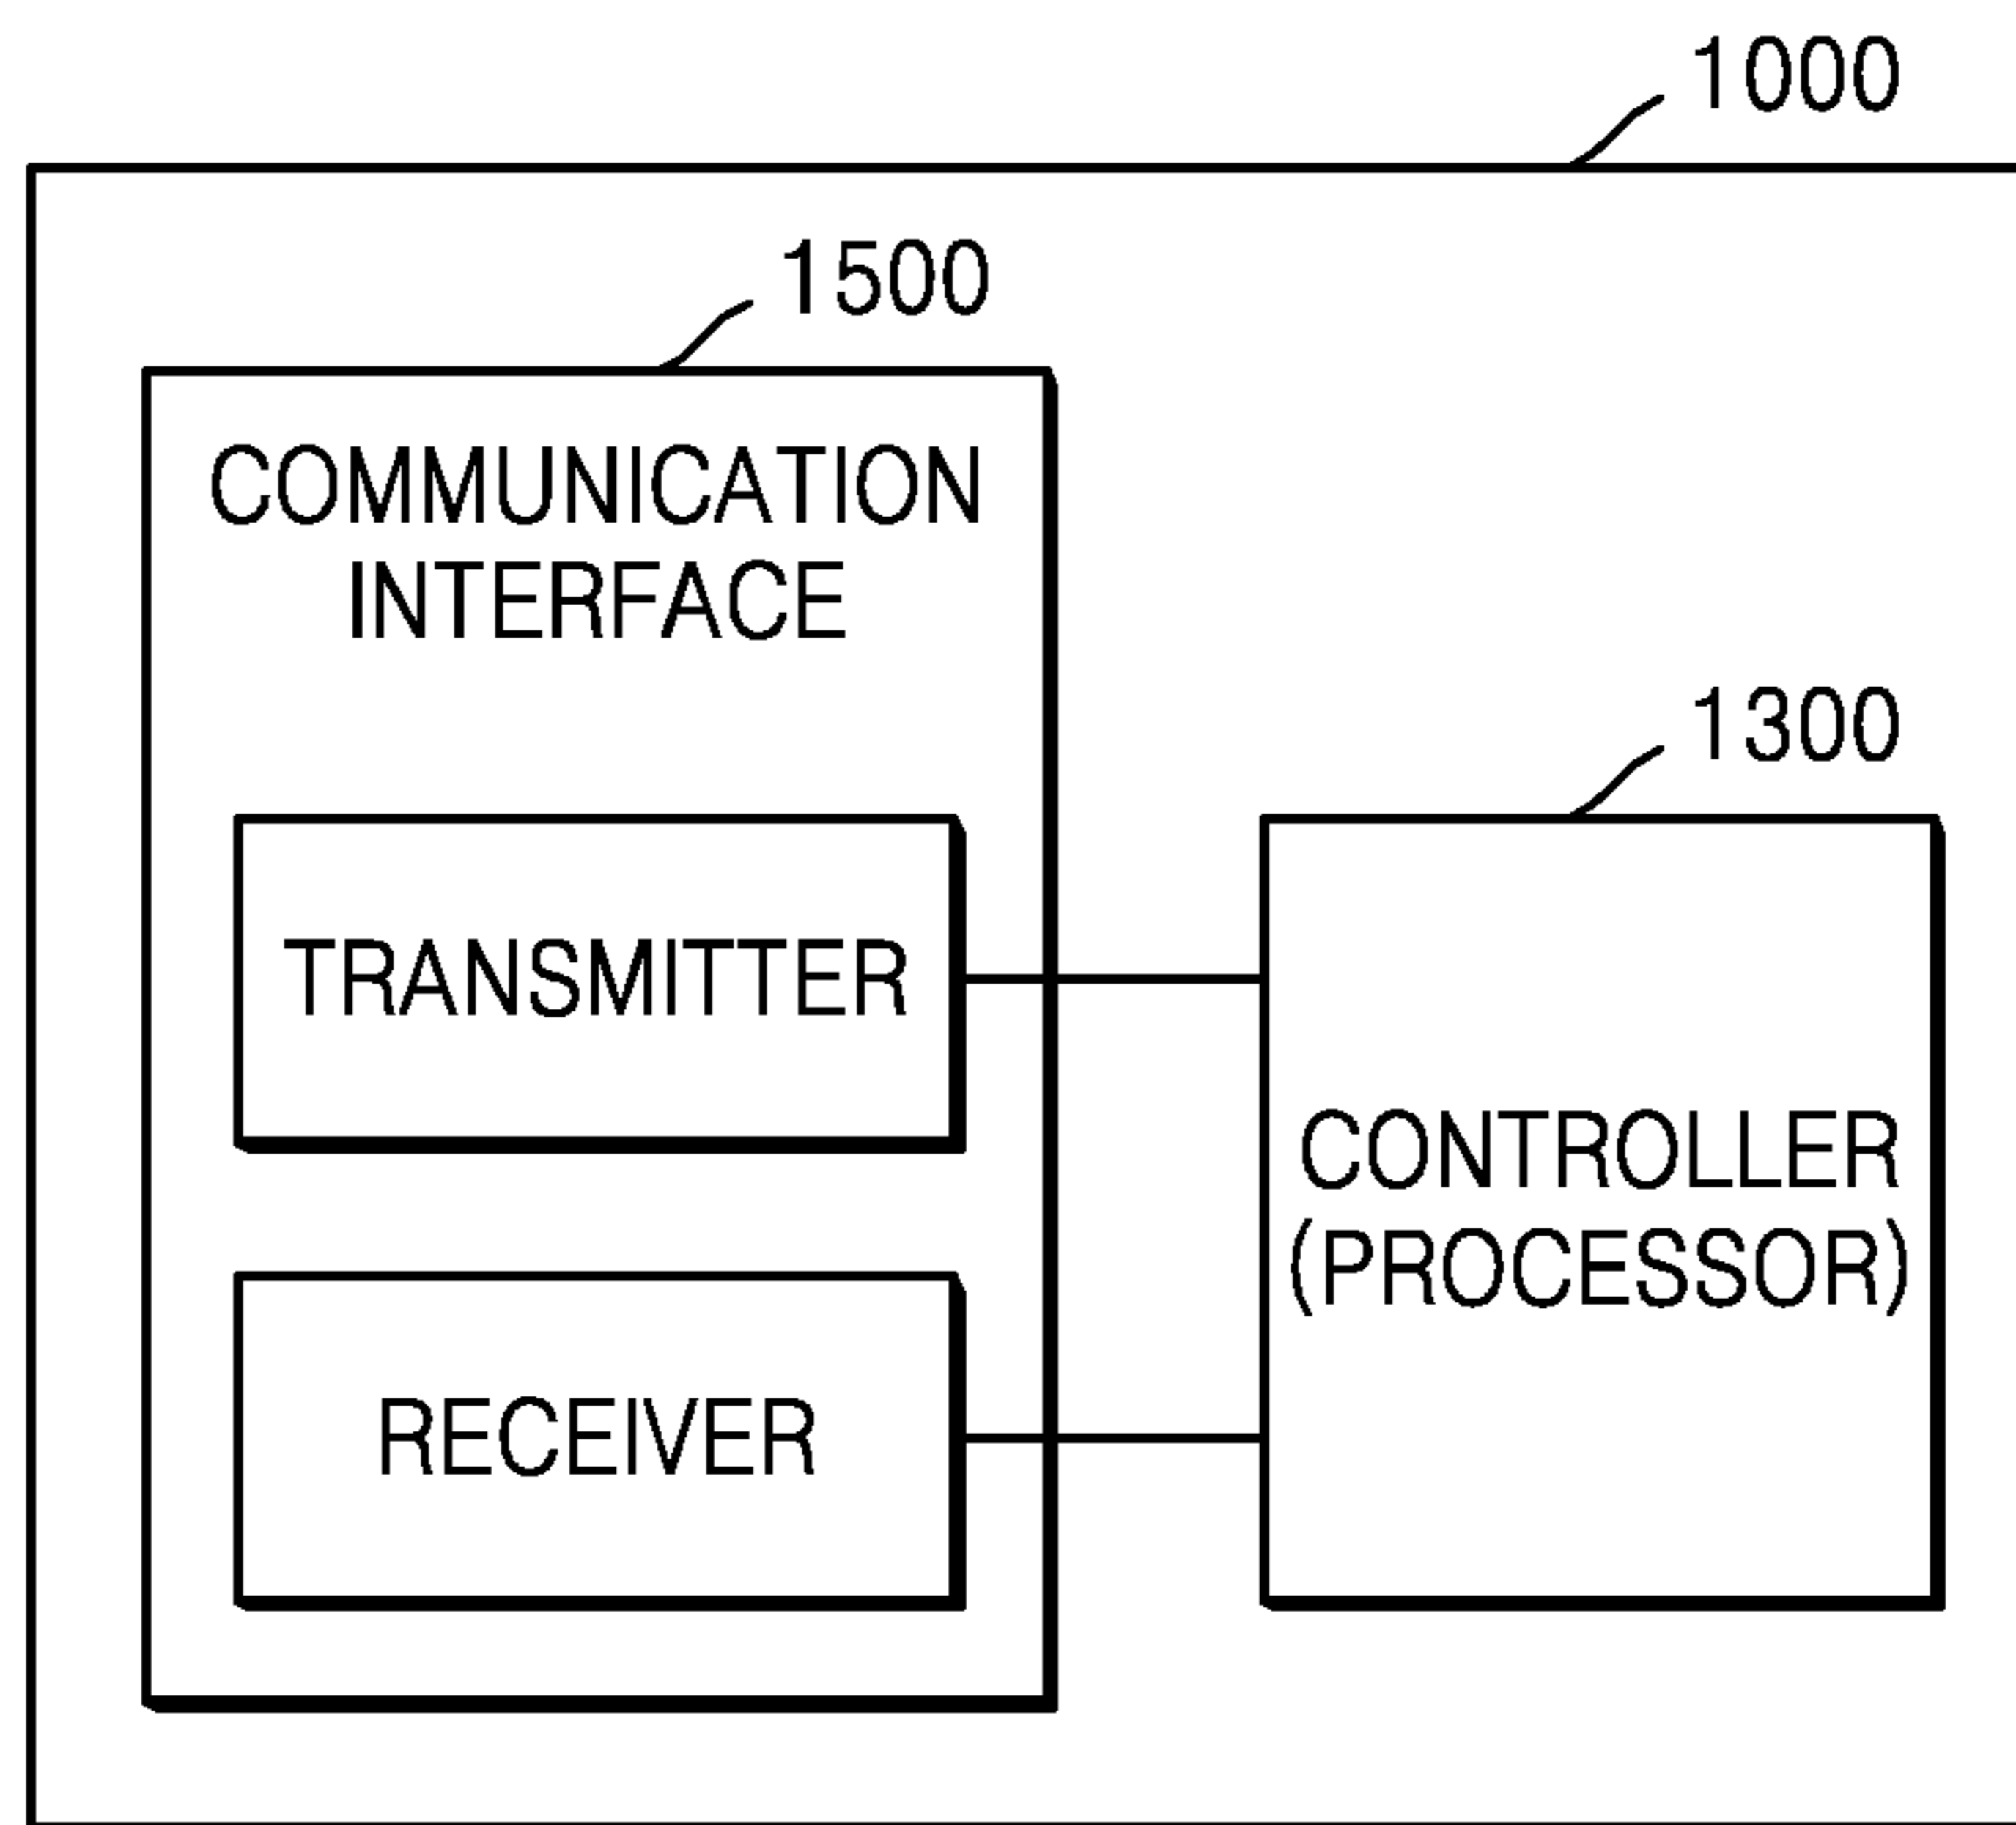 1000
1500
COMMUNICATION
INTERFACE
1300
TRANSMITTER
CONTROLLER
(PROCESSOR)
RECEIVER